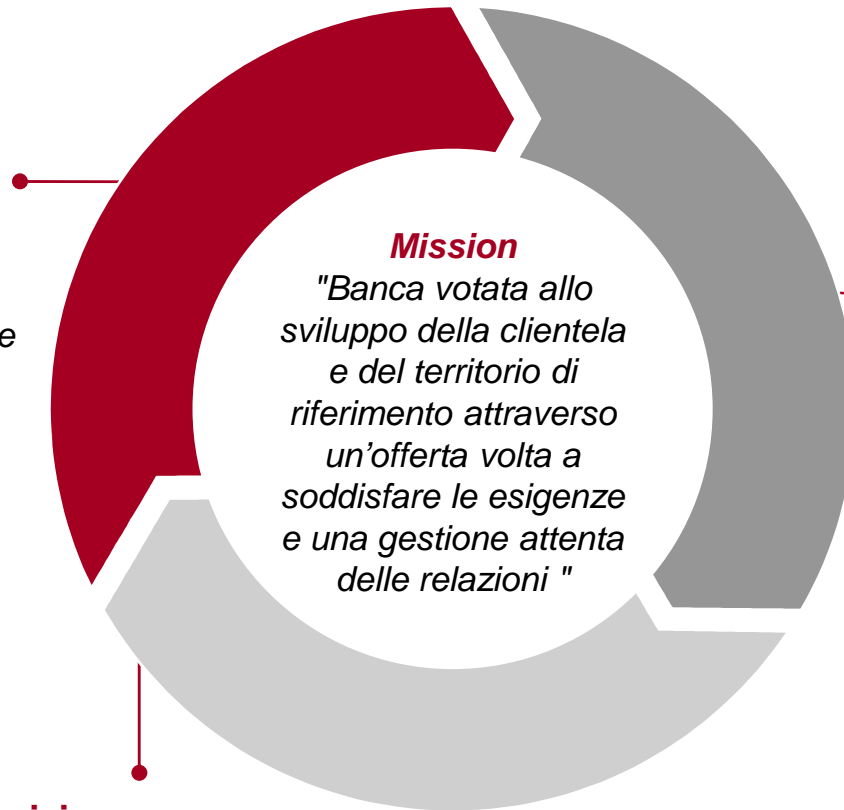 Mission
"Banca votata allo
sviluppo della clientela
e del territorio di
riferimento attraverso
un’offerta volta a
soddisfare le esigenze
e una gestione attenta
delle relazioni "